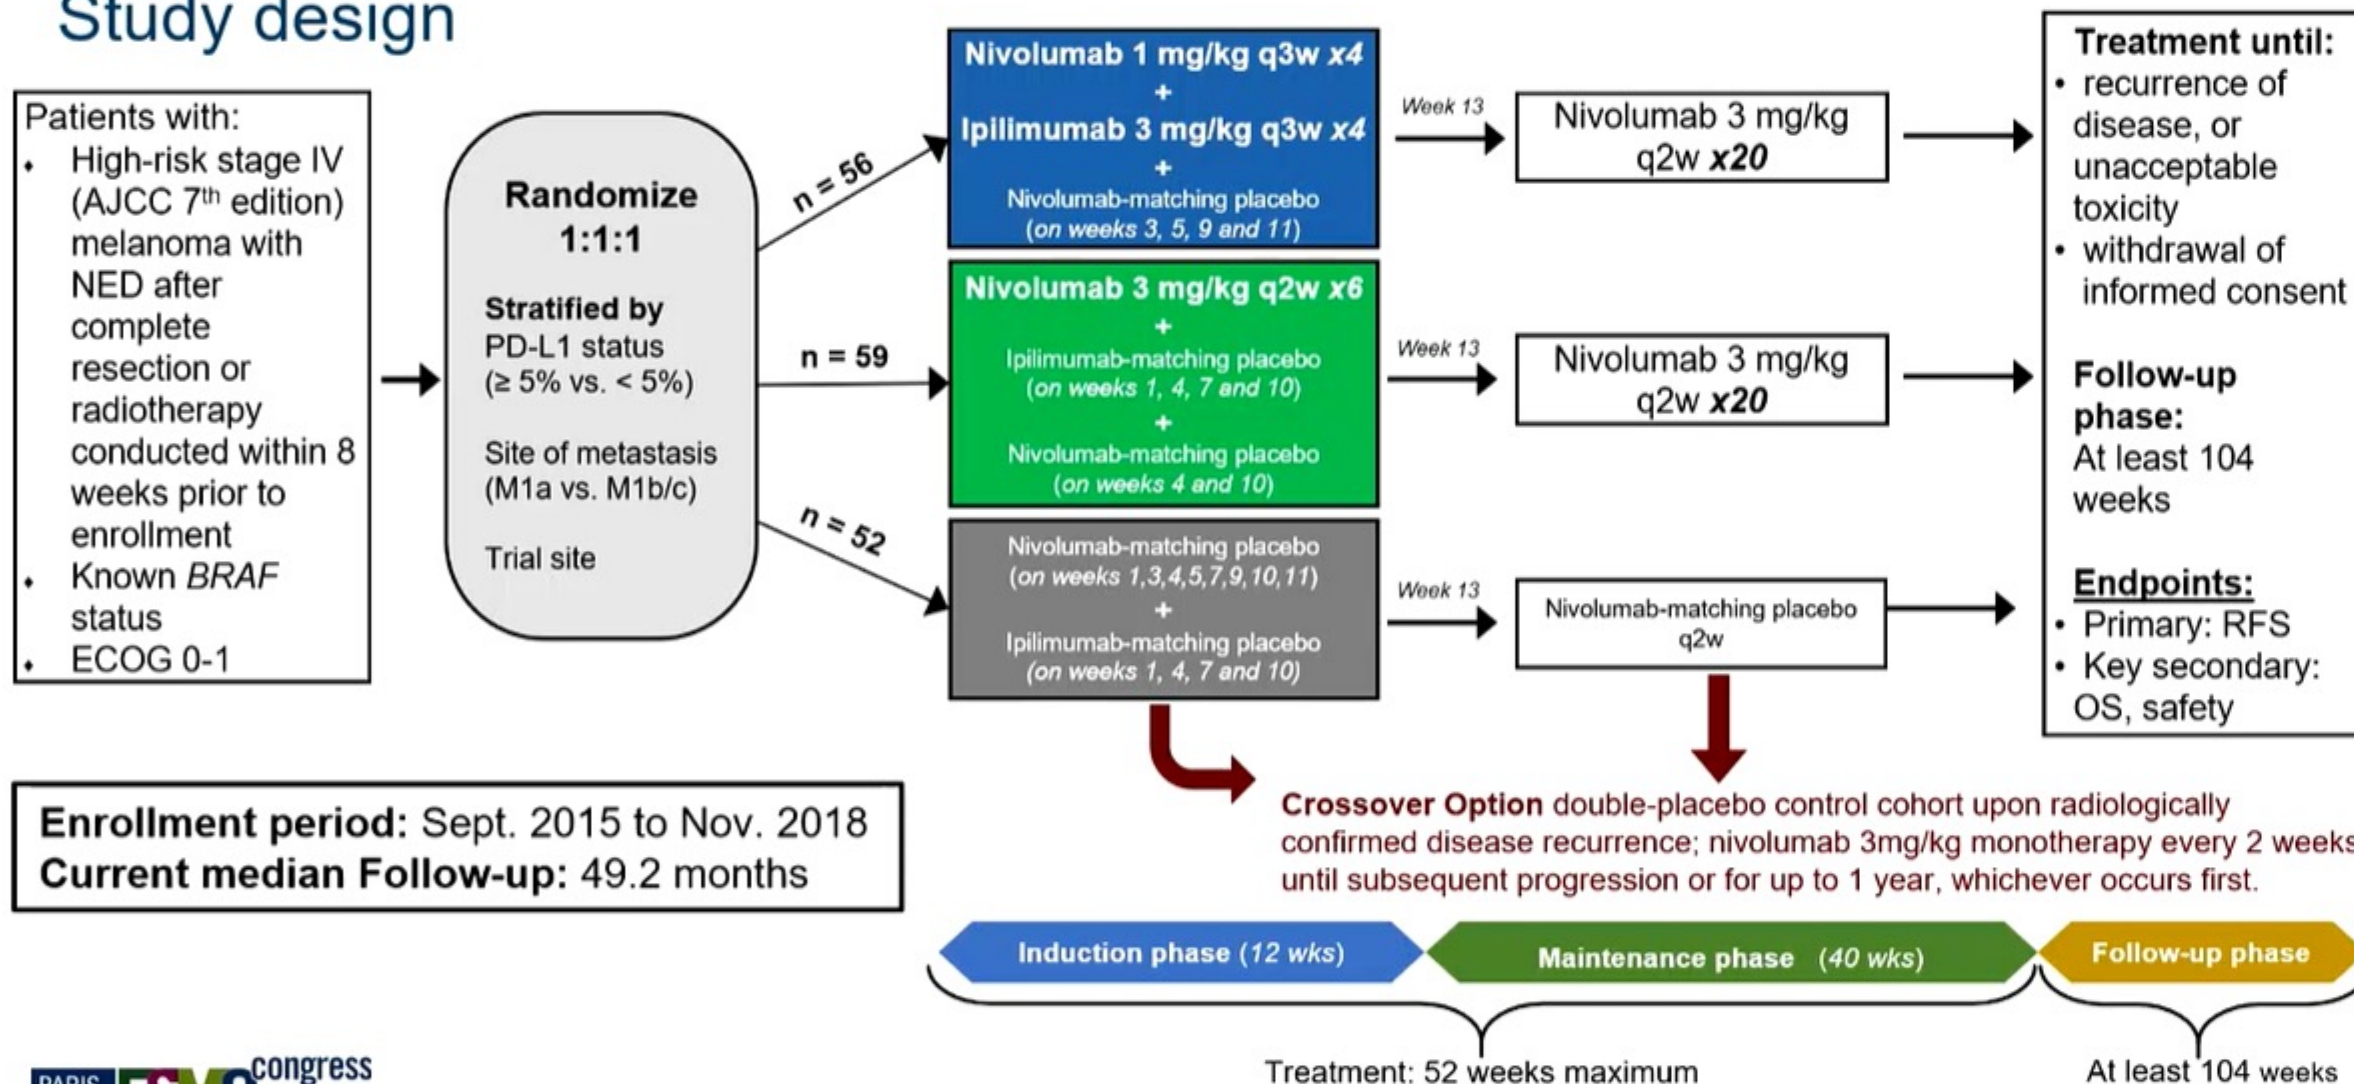 Study design
Patients with:
⬧ High-risk stage IV
(AJCC 7th edition)
melanoma with
NED after
complete
resection or
radiotherapy
conducted within 8
weeks prior to
enrollment
⬧ Known BRAF
status
⬧ ECOG 0-1
Randomize
1:1:1
Stratified by
PD-L1 status
(≥ 5% vs. < 5%)
Site of metastasis
(M1a vs. M1b/c)
Trial site
n = 56
Nivolumab 1 mg/kg q3w x4
+
Ipilimumab 3 mg/kg q3w x4
+
Nivolumab-matching placebo
(on weeks 3, 5, 9 and 11)
Week 13
Nivolumab 3 mg/kg
q2w x20
n = 59
Nivolumab 3 mg/kg q2w x6
+
Ipilimumab-matching placebo
(on weeks 1, 4, 7 and 10)
+
Nivolumab-matching placebo
(on weeks 4 and 10)
Week 13
Nivolumab 3 mg/kg
q2w x20
n = 52
Nivolumab-matching placebo
(on weeks 1,3,4,5,7,9,10,11)
+
Ipilimumab-matching placebo
(on weeks 1, 4, 7 and 10)
Week 13
Nivolumab-matching placebo
q2w
Treatment until:
• recurrence of
disease, or
unacceptable
toxicity
• withdrawal of
informed consent
Follow-up
phase:
At least 104
weeks
Endpoints:
• Primary: RFS
• Key secondary:
OS, safety
Crossover Option double-placebo control cohort upon radiologically
confirmed disease recurrence; nivolumab 3mg/kg monotherapy every 2 weeks
until subsequent progression or for up to 1 year, whichever occurs first.
Enrollment period: Sept. 2015 to Nov. 2018
Current median Follow-up: 49.2 months
Induction phase (12 wks)
Maintenance phase (40 wks)
Follow-up phase
Treatment: 52 weeks maximum
At least 104 weeks
PARIS
ESMO
congress